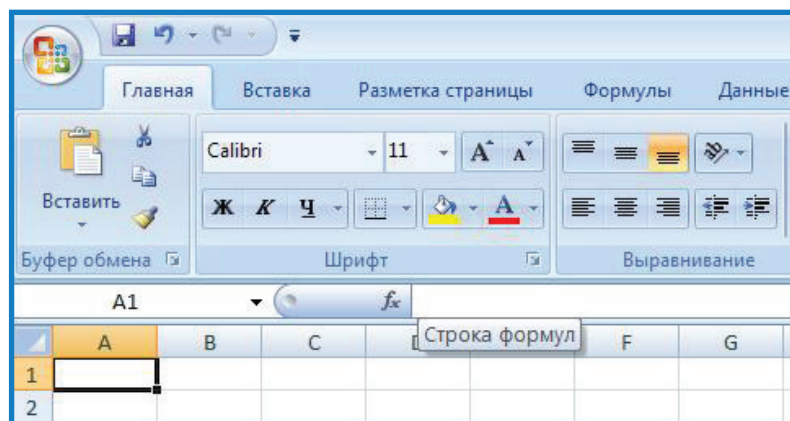 Главная Вставка Разметка страницы Формулы Данные
Calibri 11 А А
Вставить
Ж К Ч А
Буфер обмена Шрифт Выравнивание
A1 fx
Строка формул
A B C F G
1
2